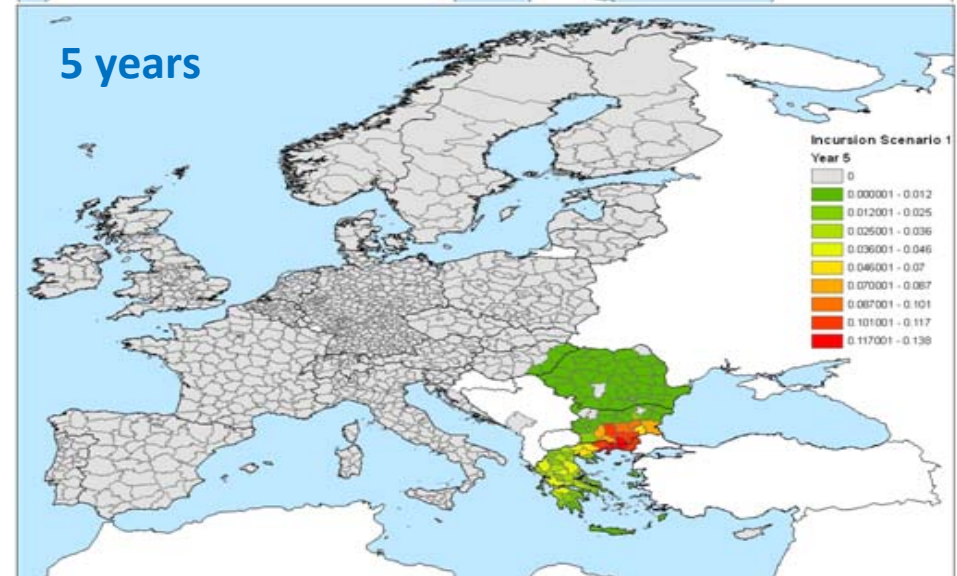 5 years
Incursion Scenario 1
Year 5
0
0.000001 - 0.012
0.012001 - 0.025
0.025001 - 0.036
0.036001 - 0.046
0.046001 - 0.07
0.070001 - 0.087
0.087001 - 0.101
0.101001 - 0.117
0.117001 - 0.138